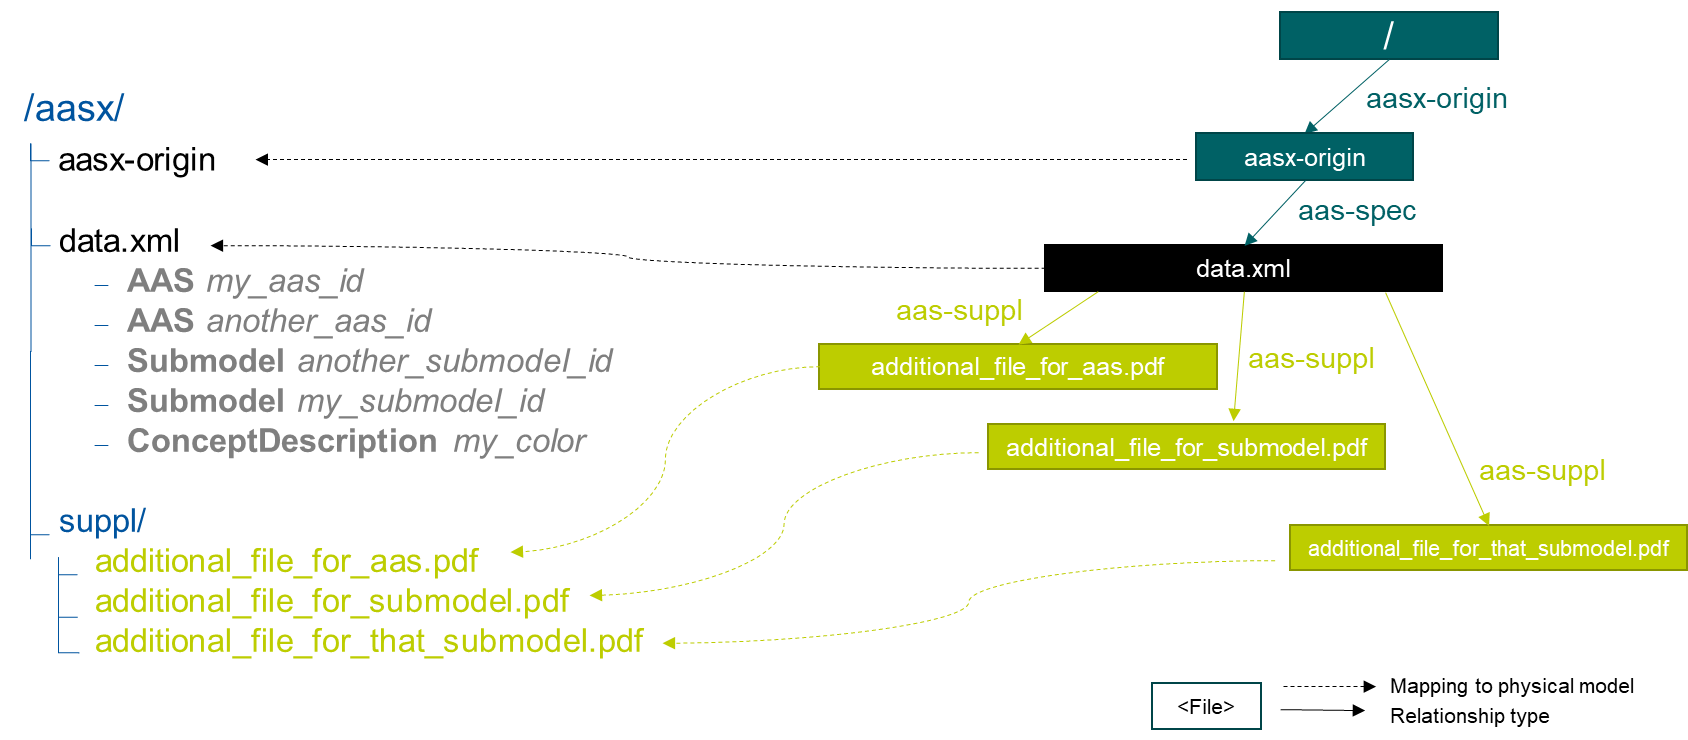 /aasx/
aasx-origin
data.xml
– AAS my_aas_id
– AAS another_aas_id
– Submodel another_submodel_id
– Submodel my_submodel_id
– ConceptDescription my_color
suppl/
additional_file_for_aas.pdf
additional_file_for_submodel.pdf
additional_file_for_that_submodel.pdf
/
aasx-origin
aasx-origin
aas-spec
data.xml
aas-suppl
additional_file_for_aas.pdf
aas-suppl
additional_file_for_submodel.pdf
aas-suppl
additional_file_for_that_submodel.pdf
<File>
Mapping to physical model
Relationship type